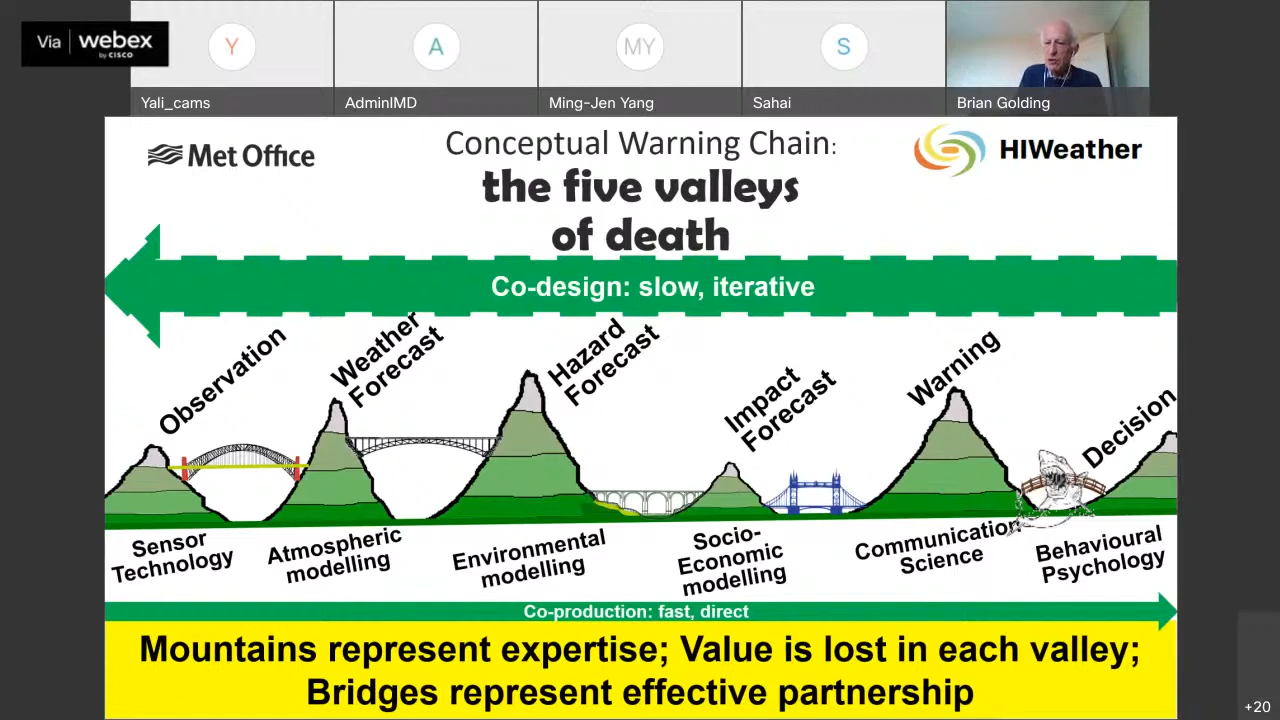 Via webex
by CISCO
Y
A
MY
S
Yali_cams
AdminIMD
Ming-Jen Yang
Sahai
Brian Golding
Met Office
Conceptual Warning Chain:
HIWeather
the five valleys
of death
Co-design: slow, iterative
Observation
Weather
Forecast
Hazard
Forecast
Impact
Forecast
Warning
Decision
Sensor
Technology
Atmospheric
modelling
Environmental
modelling
Socio-
Economic
modelling
Communication
Science
Behavioural
Psychology
Co-production: fast, direct
Mountains represent expertise; Value is lost in each valley;
Bridges represent effective partnership
+20